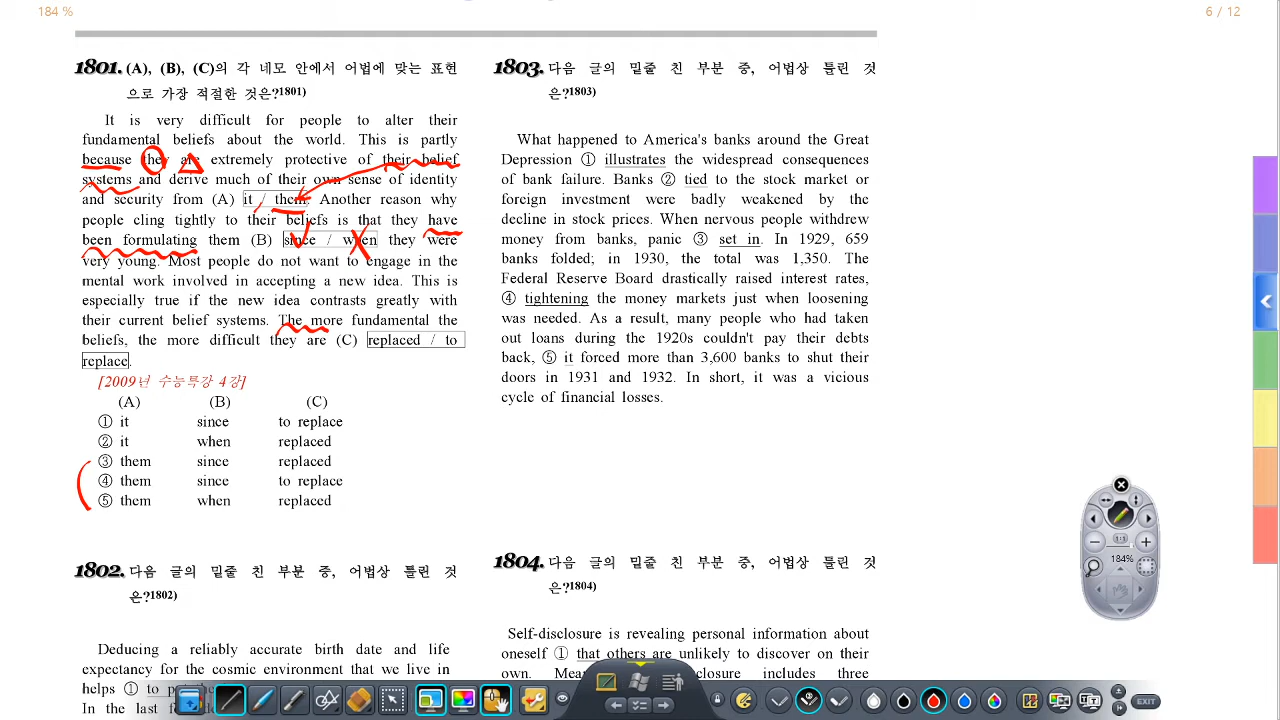 184 %
6 / 12
1801. (A), (B), (C)의 각 네모 안에서 어법에 맞는 표현
으로 가장 적절한 것은?1801)
It is very difficult for people to alter their
fundamental beliefs about the world. This is partly
because they are extremely protective of their belief
systems and derive much of their own sense of identity
and security from (A) it / them. Another reason why
people cling tightly to their beliefs is that they have
been formulating them (B) since / when they were
very young. Most people do not want to engage in the
mental work involved in accepting a new idea. This is
especially true if the new idea contrasts greatly with
their current belief systems. The more fundamental the
beliefs, the more difficult they are (C) replaced / to
replace.
[2009년 수능특강 4강]
(A) (B) (C)
① it since to replace
② it when replaced
③ them since replaced
④ them since to replace
⑤ them when replaced
1802. 다음 글의 밑줄 친 부분 중, 어법상 틀린 것
은?1802)
Deducing a reliably accurate birth date and life
expectancy for the cosmic environment that we live in
helps ① to
In the last
1803. 다음 글의 밑줄 친 부분 중, 어법상 틀린 것
은?1803)
What happened to America's banks around the Great
Depression ① illustrates the widespread consequences
of bank failure. Banks ② tied to the stock market or
foreign investment were badly weakened by the
decline in stock prices. When nervous people withdrew
money from banks, panic ③ set in. In 1929, 659
banks folded; in 1930, the total was 1,350. The
Federal Reserve Board drastically raised interest rates,
④ tightening the money markets just when loosening
was needed. As a result, many people who had taken
out loans during the 1920s couldn't pay their debts
back, ⑤ it forced more than 3,600 banks to shut their
doors in 1931 and 1932. In short, it was a vicious
cycle of financial losses.
1804. 다음 글의 밑줄 친 부분 중, 어법상 틀린 것
은?1804)
Self-disclosure is revealing personal information about
oneself ① that others are unlikely to discover on their
own. includes three
1:1
184%
EXIT